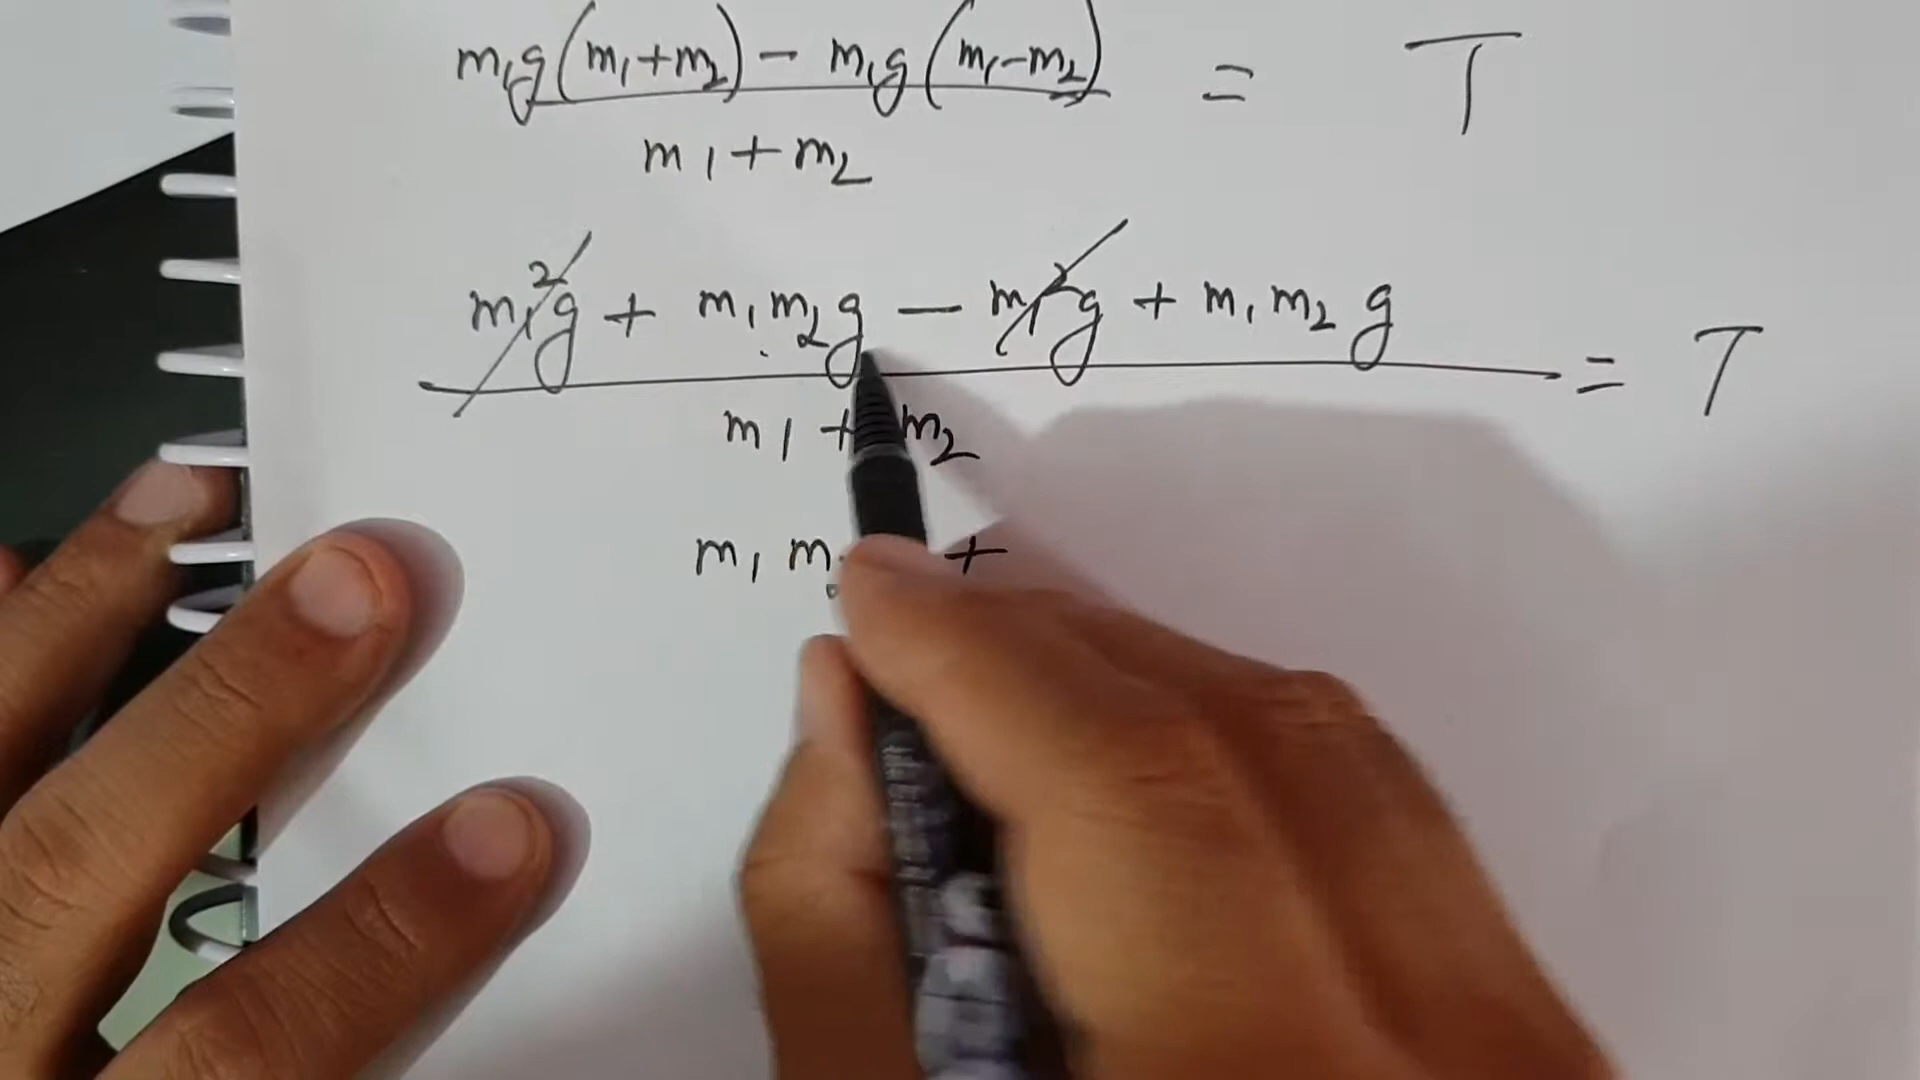 m₁g(m₁+m₂) − m₁g(m₁−m₂) = T
m₁+m₂
m₁²g + m₁m₂g − m₁²g + m₁m₂g = T
m₁ + m₂
m₁ m +